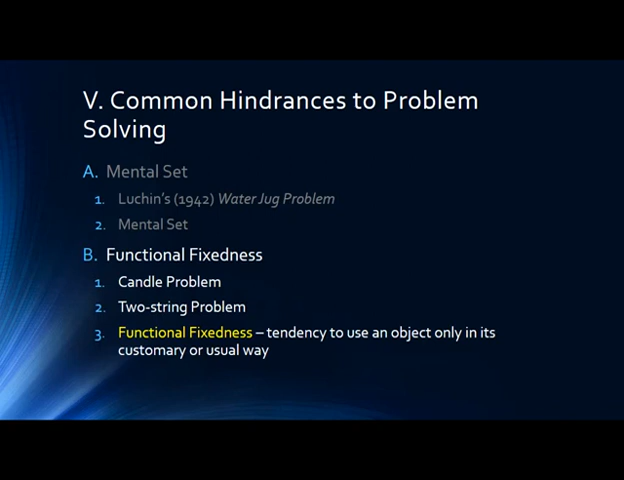 V. Common Hindrances to Problem
Solving
A. Mental Set
1. Luchin's (1942) Water Jug Problem
2. Mental Set
B. Functional Fixedness
1. Candle Problem
2. Two-string Problem
3. Functional Fixedness – tendency to use an object only in its
customary or usual way